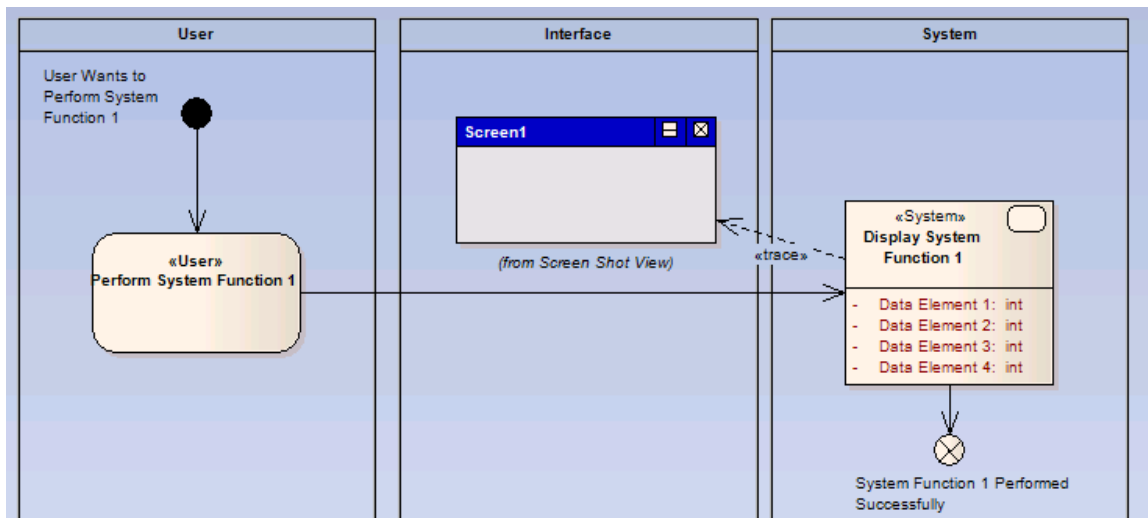 User
Interface
System
User Wants to
Perform System
Function 1
Screen1
«System»
Display System
Function 1
«User»
Perform System Function 1
(from Screen Shot View)
«trace»
- Data Element 1: int
- Data Element 2: int
- Data Element 3: int
- Data Element 4: int
System Function 1 Performed
Successfully